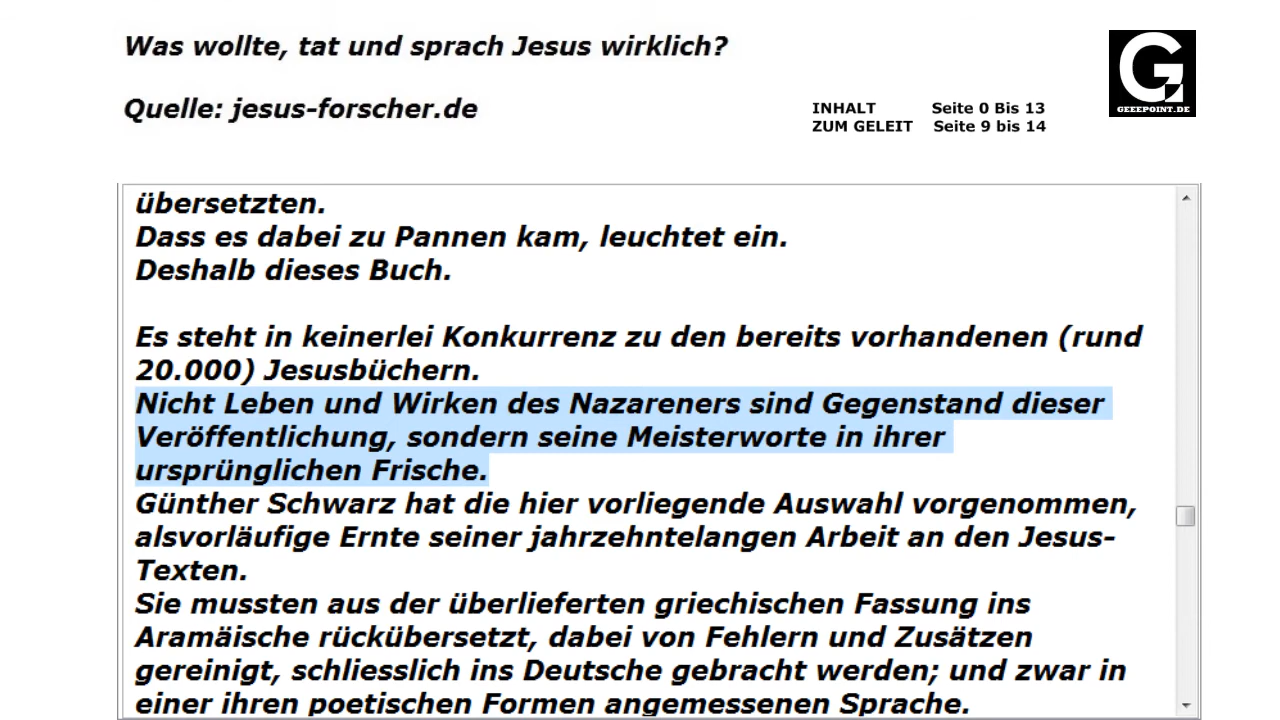 Was wollte, tat und sprach Jesus wirklich?
Quelle: jesus-forscher.de
INHALT Seite 0 Bis 13
ZUM GELEIT Seite 9 bis 14
G
GEEEPOINT.DE
übersetzten.
Dass es dabei zu Pannen kam, leuchtet ein.
Deshalb dieses Buch.
Es steht in keinerlei Konkurrenz zu den bereits vorhandenen (rund
20.000) Jesusbüchern.
Nicht Leben und Wirken des Nazareners sind Gegenstand dieser
Veröffentlichung, sondern seine Meisterworte in ihrer
ursprünglichen Frische.
Günther Schwarz hat die hier vorliegende Auswahl vorgenommen,
alsvorläufige Ernte seiner jahrzehntelangen Arbeit an den Jesus-
Texten.
Sie mussten aus der überlieferten griechischen Fassung ins
Aramäische rückübersetzt, dabei von Fehlern und Zusätzen
gereinigt, schliesslich ins Deutsche gebracht werden; und zwar in
einer ihren poetischen Formen angemessenen Sprache.